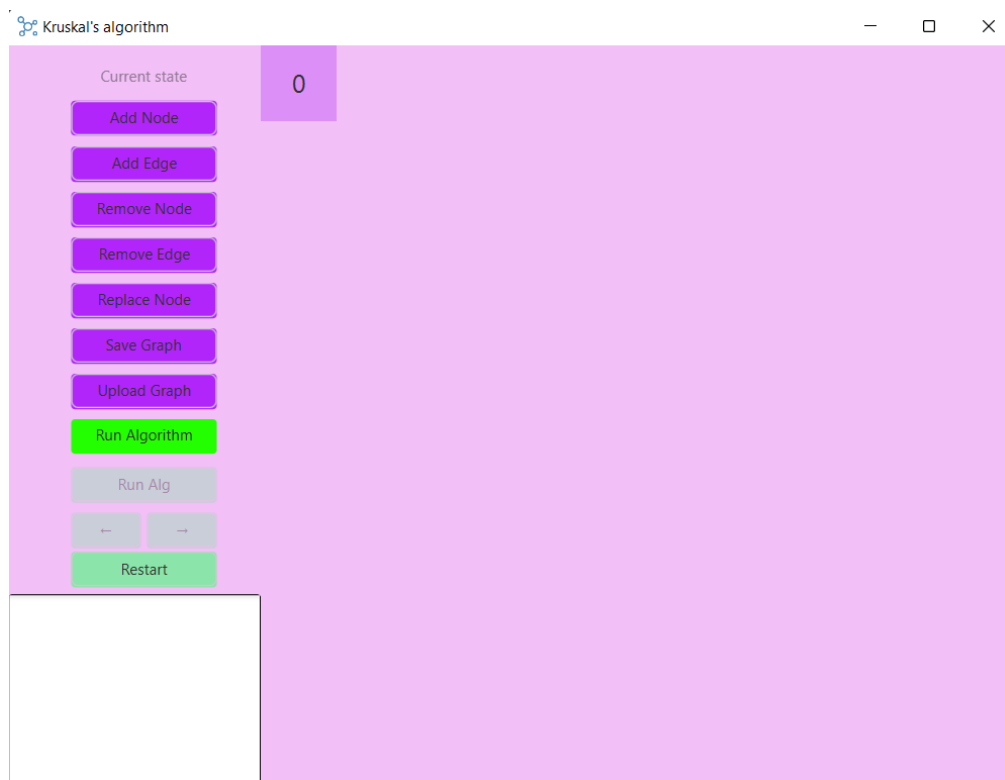 Kruskal's algorithm
Current state
0
Add Node
Add Edge
Remove Node
Remove Edge
Replace Node
Save Graph
Upload Graph
Run Algorithm
Run Alg
← →
Restart